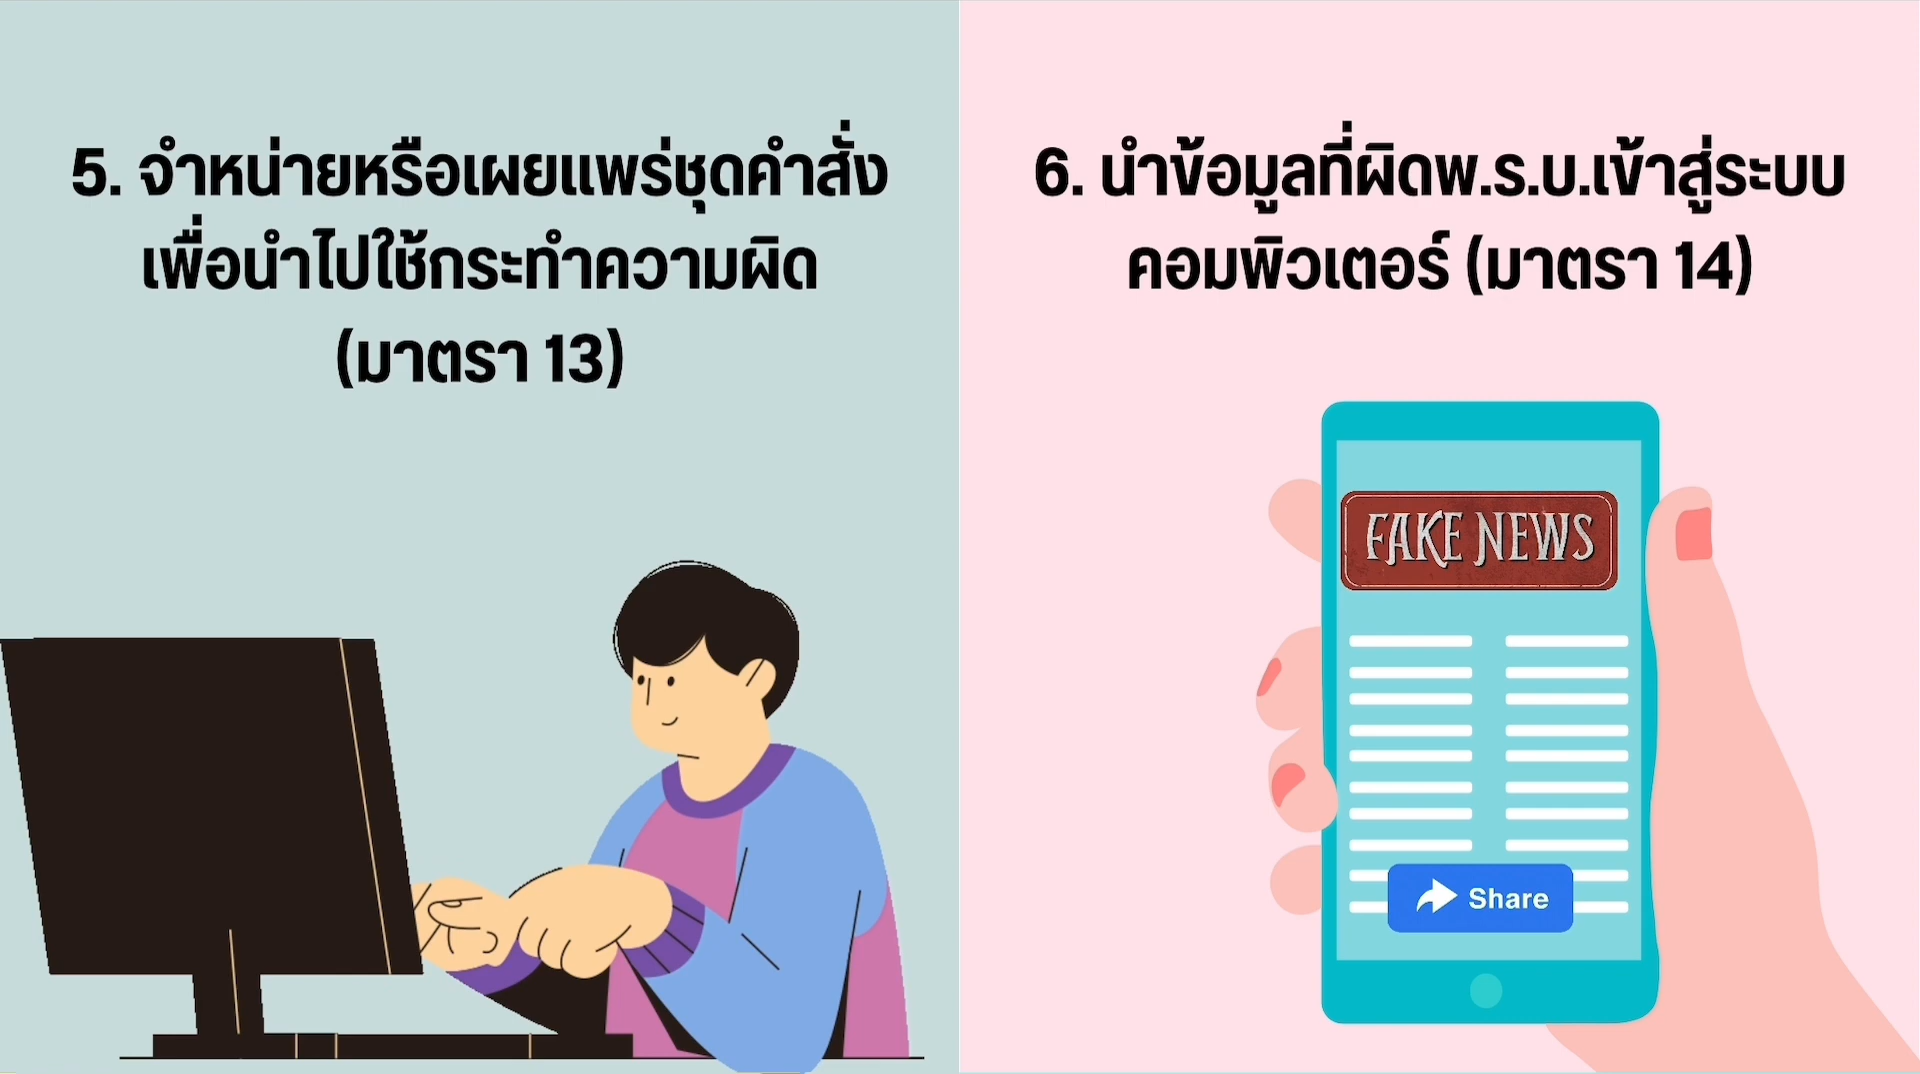 5. จำหน่ายหรือเผยแพร่ชุดคำสั่ง
เพื่อนำไปใช้กระทำความผิด
(มาตรา 13)
6. นำข้อมูลที่ผิดพ.ร.บ.เข้าสู่ระบบ
คอมพิวเตอร์ (มาตรา 14)
FAKE NEWS
Share